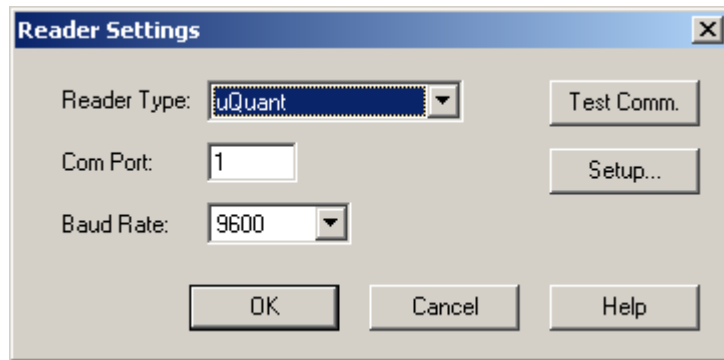 Reader Settings
Reader Type: uQuant Test Comm.
Com Port: 1 Setup...
Baud Rate: 9600
OK Cancel Help